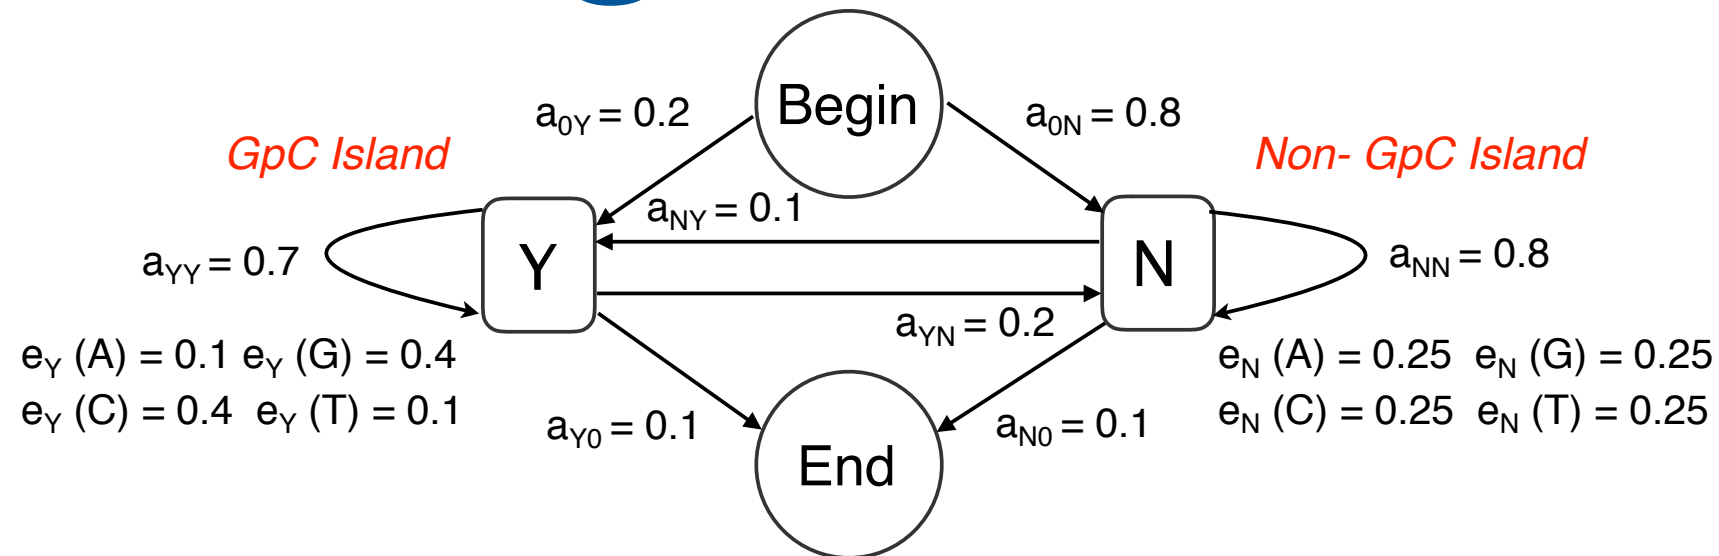 Begin
a0Y = 0.2
a0N = 0.8
GpC Island
Non- GpC Island
aNY = 0.1
aYY = 0.7
Y
N
aNN = 0.8
aYN = 0.2
eY (A) = 0.1 eY (G) = 0.4
eY (C) = 0.4 eY (T) = 0.1
eN (A) = 0.25 eN (G) = 0.25
eN (C) = 0.25 eN (T) = 0.25
aY0 = 0.1
aN0 = 0.1
End